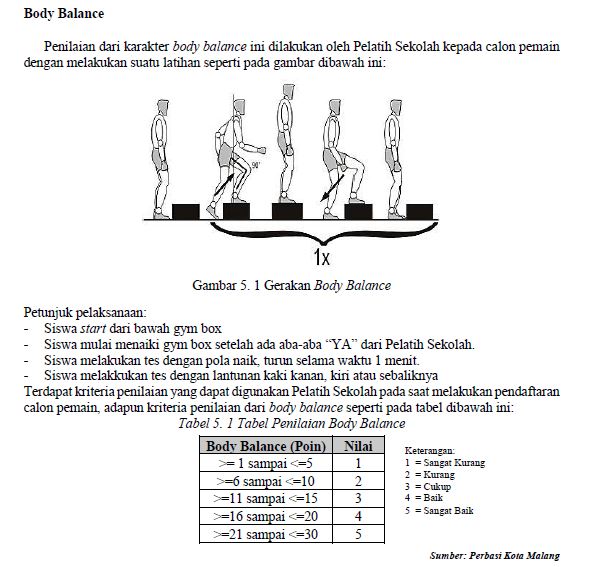 Body Balance
Penilaian dari karakter body balance ini dilakukan oleh Pelatih Sekolah kepada calon pemain
dengan melakukan suatu latihan seperti pada gambar dibawah ini:
90°
1x
Gambar 5. 1 Gerakan Body Balance
Petunjuk pelaksanaan:
- Siswa start dari bawah gym box
- Siswa mulai menaiki gym box setelah ada aba-aba “YA” dari Pelatih Sekolah.
- Siswa melakukan tes dengan pola naik, turun selama waktu 1 menit.
- Siswa melakkukan tes dengan lantunan kaki kanan, kiri atau sebaliknya
Terdapat kriteria penilaian yang dapat digunakan Pelatih Sekolah pada saat melakukan pendaftaran
calon pemain, adapun kriteria penilaian dari body balance seperti pada tabel dibawah ini:
Tabel 5. 1 Tabel Penilaian Body Balance
Body Balance (Poin) Nilai
>= 1 sampai <=5 1
>=6 sampai <=10 2
>=11 sampai <=15 3
>=16 sampai <=20 4
>=21 sampai <=30 5
Keterangan:
1 = Sangat Kurang
2 = Kurang
3 = Cukup
4 = Baik
5 = Sangat Baik
Sumber: Perbasi Kota Malang